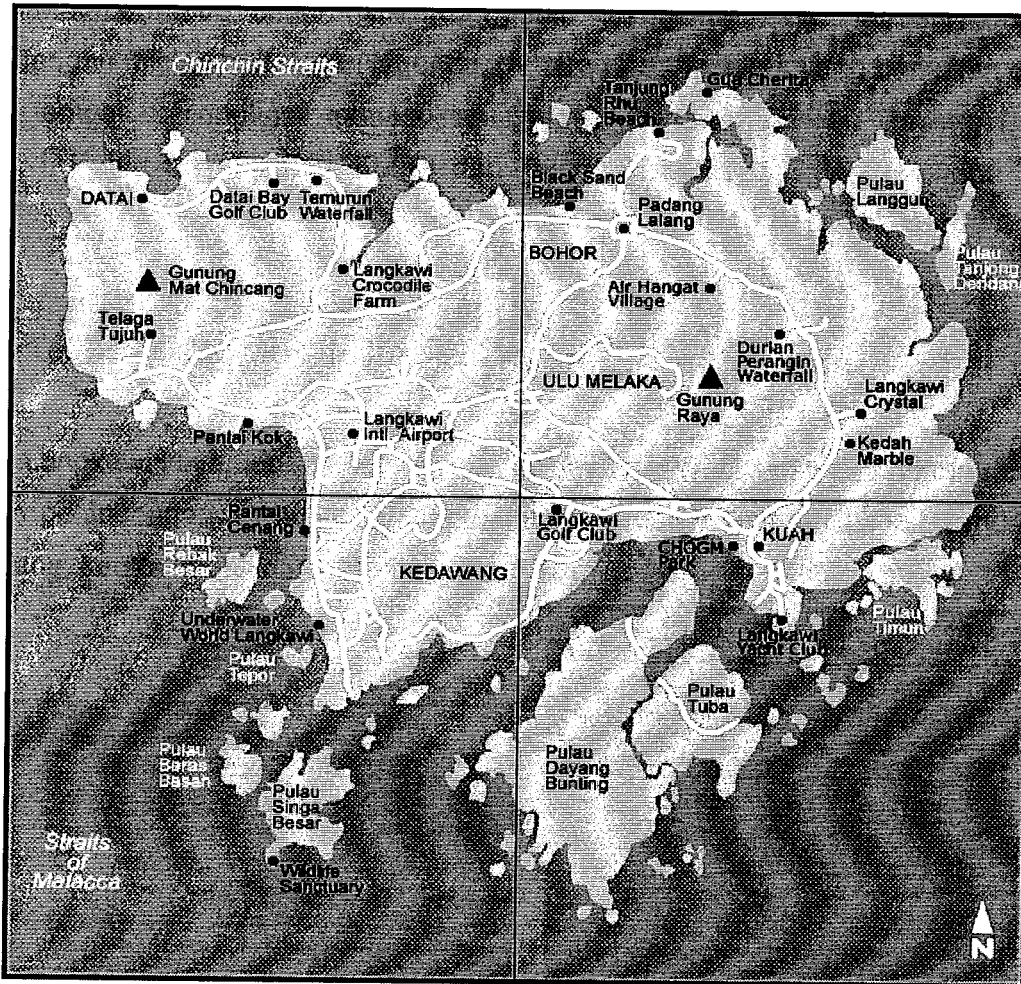 Chinchin Straits
Gua Cherita
Tanjung
Rhu
Beach
DATAI
Datai Bay
Golf Club
Temurun
Waterfall
Black Sand
Beach
Padang
Lalang
Pulau
Langgun
BOHOR
Pulau
Tanjong
Dendan
Gunung
Mat Chincang
Langkawi
Crocodile
Farm
Air Hangat
Village
Telaga
Tujuh
Durian
Perangin
Waterfall
ULU MELAKA
Gunung
Raya
Langkawi
Crystal
Pantai Kok
Langkawi
Intl. Airport
Kedah
Marble
Pantai
Cenang
Langkawi
Golf Club
CHOGM
Park
KUAH
Pulau
Rebak
Besar
KEDAWANG
Underwater
World Langkawi
Pulau
Timun
Langkawi
Yacht Club
Pulau
Tepor
Pulau
Tuba
Pulau
Beras
Basah
Pulau
Singa
Besar
Pulau
Dayang
Bunting
Straits
of
Malacca
Wildlife
Sanctuary
N